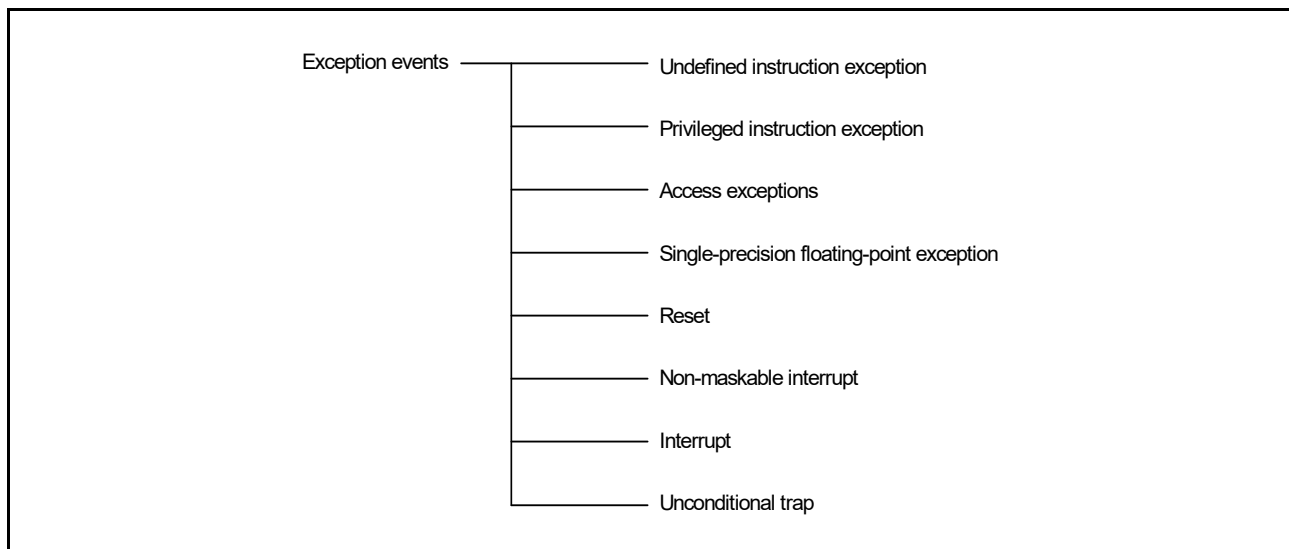 Exception events
Undefined instruction exception
Privileged instruction exception
Access exceptions
Single-precision floating-point exception
Reset
Non-maskable interrupt
Interrupt
Unconditional trap